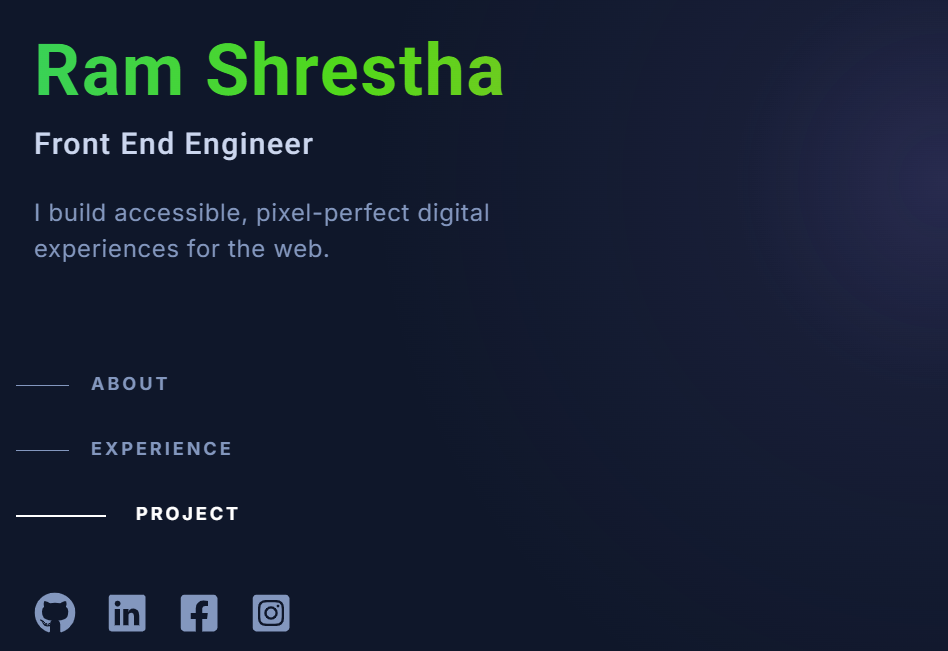 Ram Shrestha
Front End Engineer
I build accessible, pixel-perfect digital
experiences for the web.
ABOUT
EXPERIENCE
PROJECT